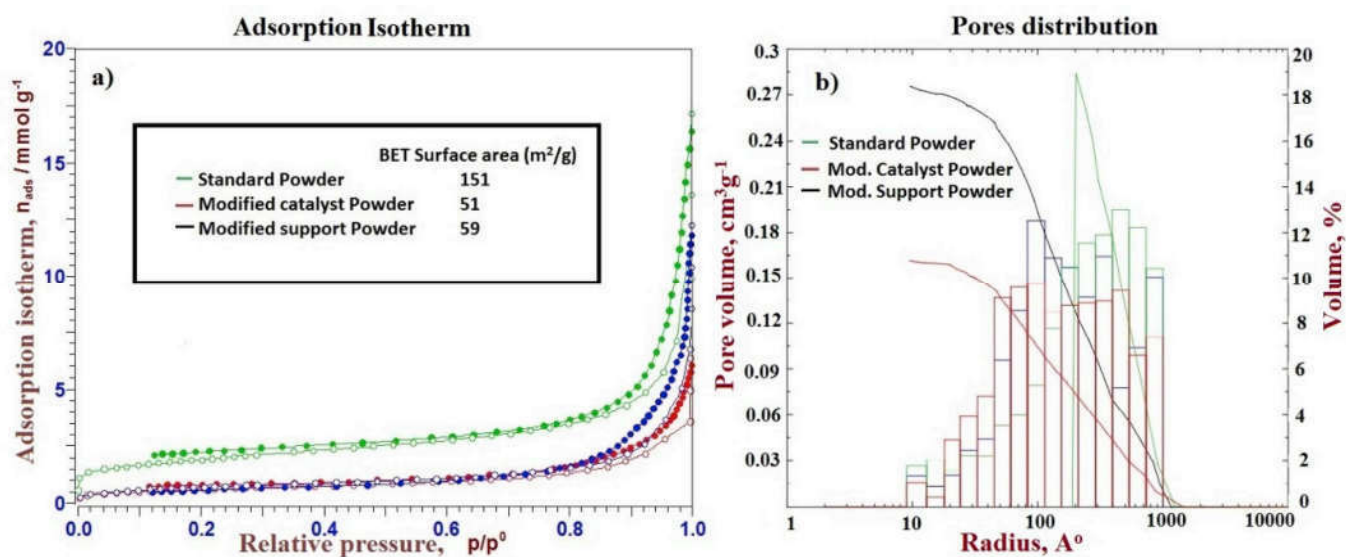 Adsorption Isotherm
a)
BET Surface area (m²/g)
Standard Powder 151
Modified catalyst Powder 51
Modified support Powder 59
20
15
10
5
0
0.0 0.2 0.4 0.6 0.8 1.0
Adsorption isotherm, n_ads /mmol g⁻¹
Relative pressure, p/p⁰
Pores distribution
b)
Standard Powder
Mod. Catalyst Powder
Mod. Support Powder
0.3
0.27
0.24
0.21
0.18
0.15
0.12
0.09
0.06
0.03
Pore volume, cm³g⁻¹
20
18
16
14
12
10
8
6
4
2
0
Volume, %
1 10 100 1000 10000
Radius, A⁰